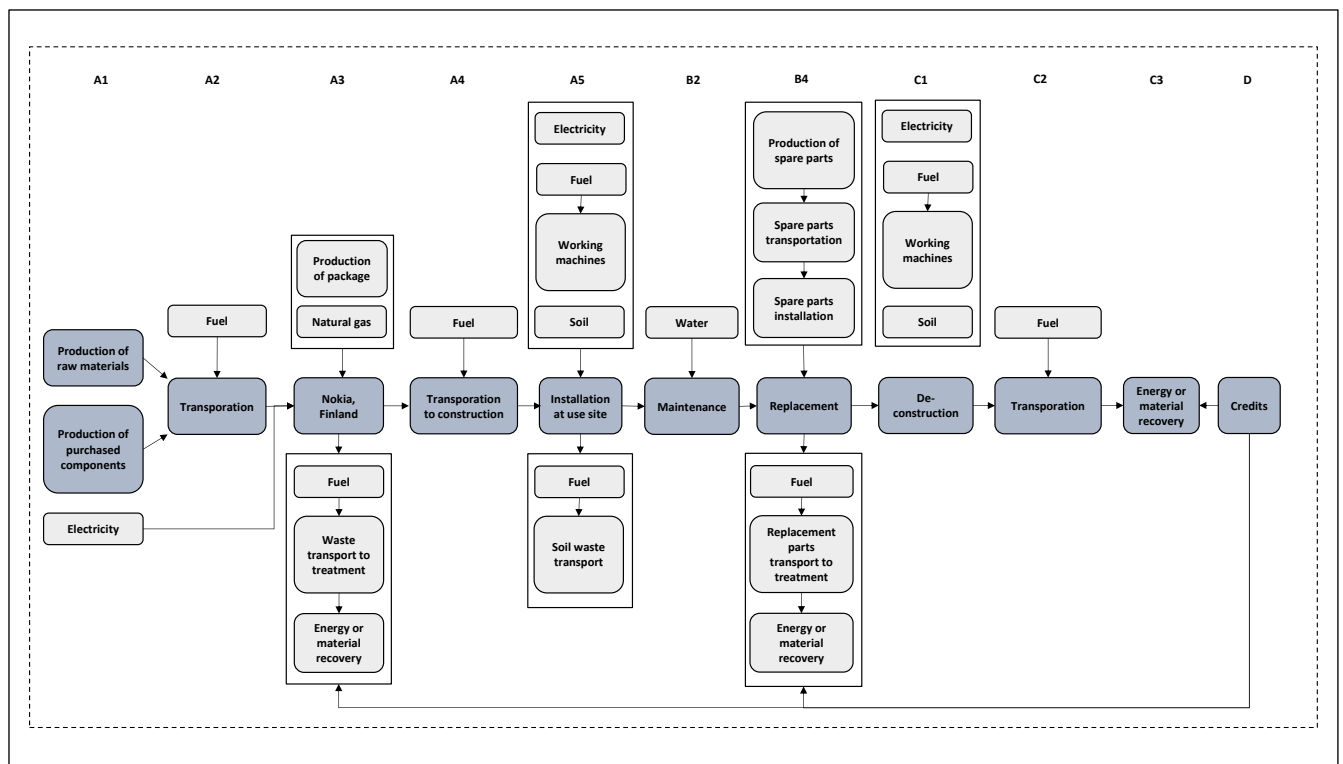 A1
A2
A3
A4
A5
B2
B4
C1
C2
C3
D
Production of
raw materials
Production of
purchased
components
Electricity
Fuel
Transporation
Production
of package
Natural gas
Nokia,
Finland
Fuel
Waste
transport to
treatment
Energy or
material
recovery
Fuel
Transporation
to construction
Electricity
Fuel
Working
machines
Soil
Installation
at use site
Fuel
Soil waste
transport
Water
Maintenance
Production of
spare parts
Spare parts
transportation
Spare parts
installation
Replacement
Fuel
Replacement
parts
transport to
treatment
Energy or
material
recovery
Electricity
Fuel
Working
machines
Soil
De-
construction
Fuel
Transporation
Energy or
material
recovery
Credits